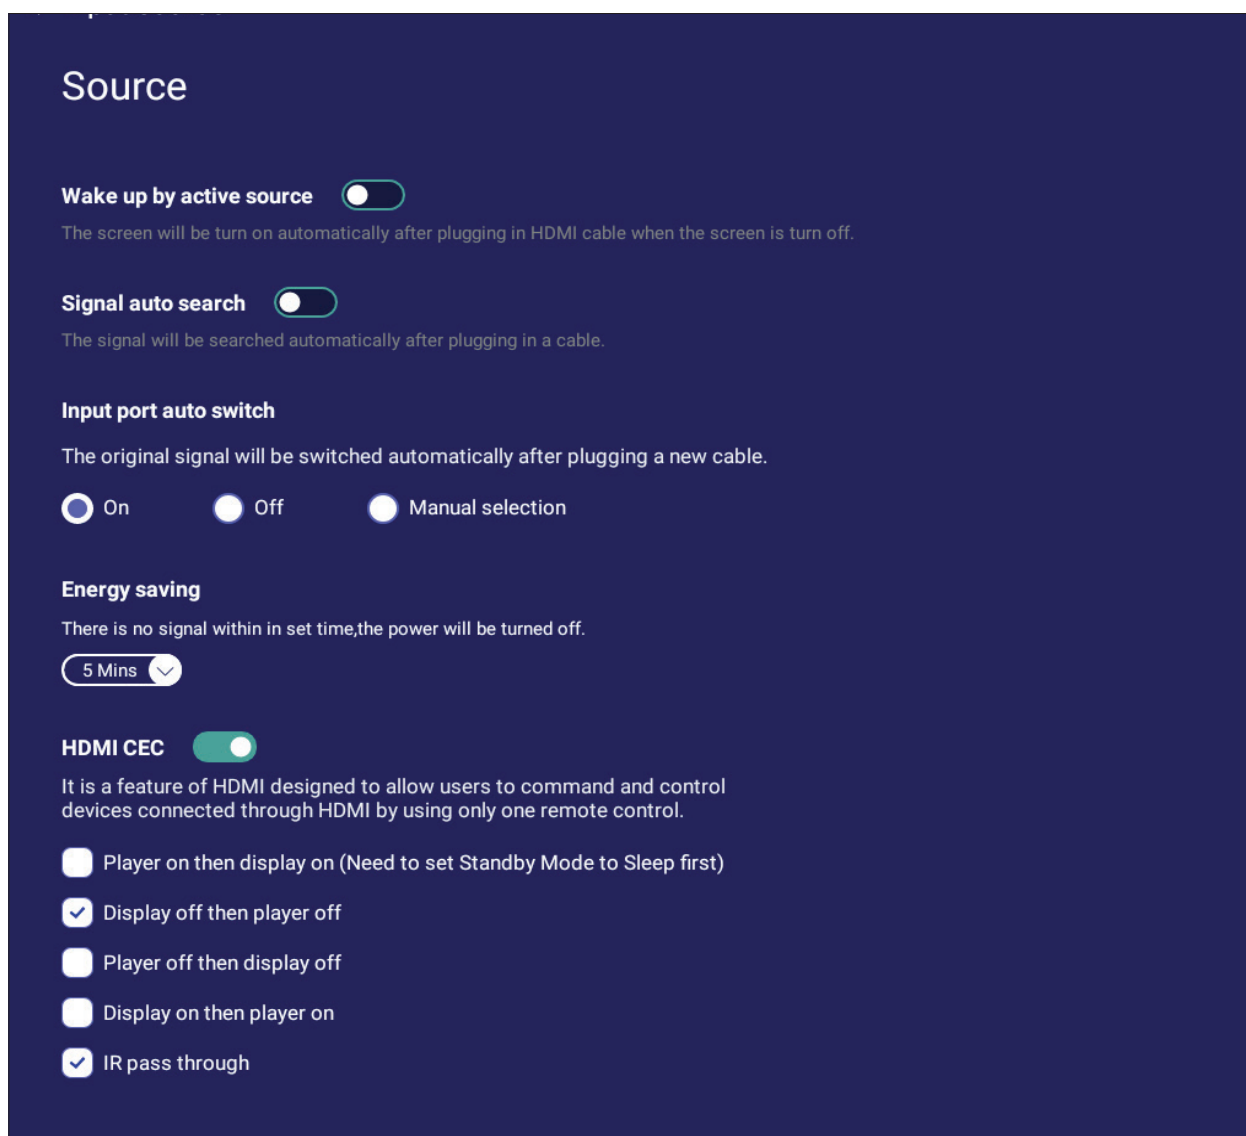 Source
Wake up by active source
The screen will be turn on automatically after plugging in HDMI cable when the screen is turn off.
Signal auto search
The signal will be searched automatically after plugging in a cable.
Input port auto switch
The original signal will be switched automatically after plugging a new cable.
On Off Manual selection
Energy saving
There is no signal within in set time,the power will be turned off.
5 Mins
HDMI CEC
It is a feature of HDMI designed to allow users to command and control
devices connected through HDMI by using only one remote control.
Player on then display on (Need to set Standby Mode to Sleep first)
Display off then player off
Player off then display off
Display on then player on
IR pass through